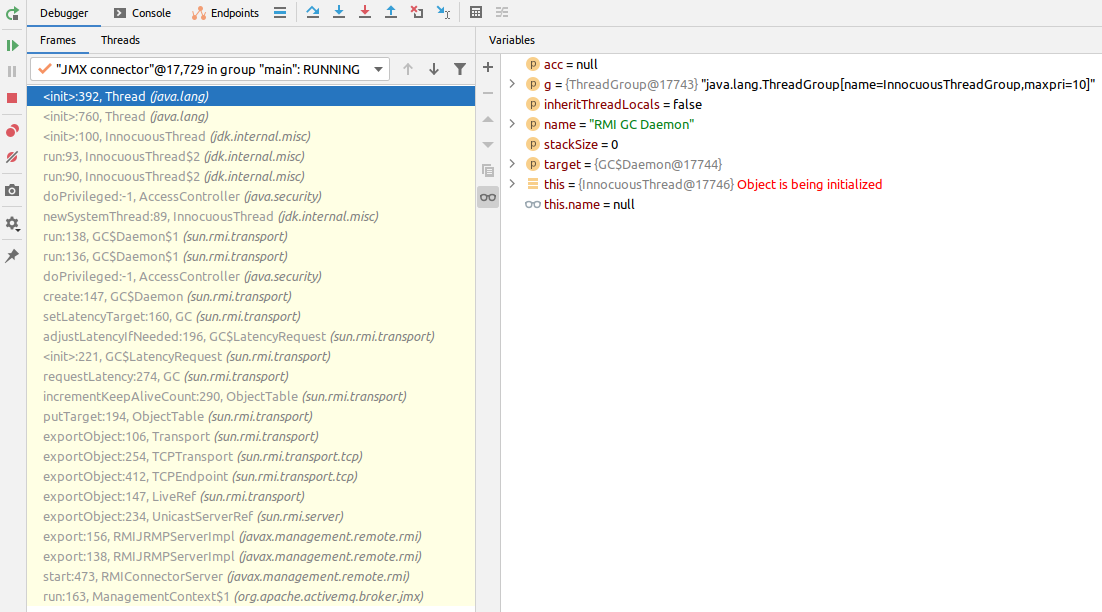 Debugger Console Endpoints
Frames Threads
"JMX connector"@17,729 in group "main": RUNNING
<init>:392, Thread (java.lang)
<init>:760, Thread (java.lang)
<init>:100, InnocuousThread (jdk.internal.misc)
run:93, InnocuousThread$2 (jdk.internal.misc)
run:90, InnocuousThread$2 (jdk.internal.misc)
doPrivileged:-1, AccessController (java.security)
newSystemThread:89, InnocuousThread (jdk.internal.misc)
run:138, GC$Daemon$1 (sun.rmi.transport)
run:136, GC$Daemon$1 (sun.rmi.transport)
doPrivileged:-1, AccessController (java.security)
create:147, GC$Daemon (sun.rmi.transport)
setLatencyTarget:160, GC (sun.rmi.transport)
adjustLatencyIfNeeded:196, GC$LatencyRequest (sun.rmi.transport)
<init>:221, GC$LatencyRequest (sun.rmi.transport)
requestLatency:274, GC (sun.rmi.transport)
incrementKeepAliveCount:290, ObjectTable (sun.rmi.transport)
putTarget:194, ObjectTable (sun.rmi.transport)
exportObject:106, Transport (sun.rmi.transport)
exportObject:254, TCPTransport (sun.rmi.transport.tcp)
exportObject:412, TCPEndpoint (sun.rmi.transport.tcp)
exportObject:147, LiveRef (sun.rmi.transport)
exportObject:234, UnicastServerRef (sun.rmi.server)
export:156, RMIJRMPServerImpl (javax.management.remote.rmi)
export:138, RMIJRMPServerImpl (javax.management.remote.rmi)
start:473, RMIConnectorServer (javax.management.remote.rmi)
run:163, ManagementContext$1 (org.apache.activemq.broker.jmx)
Variables
p acc = null
p g = {ThreadGroup@17743} "java.lang.ThreadGroup[name=InnocuousThreadGroup,maxpri=10]"
p inheritThreadLocals = false
p name = "RMI GC Daemon"
p stackSize = 0
p target = {GC$Daemon@17744}
this = {InnocuousThread@17746} Object is being initialized
this.name = null